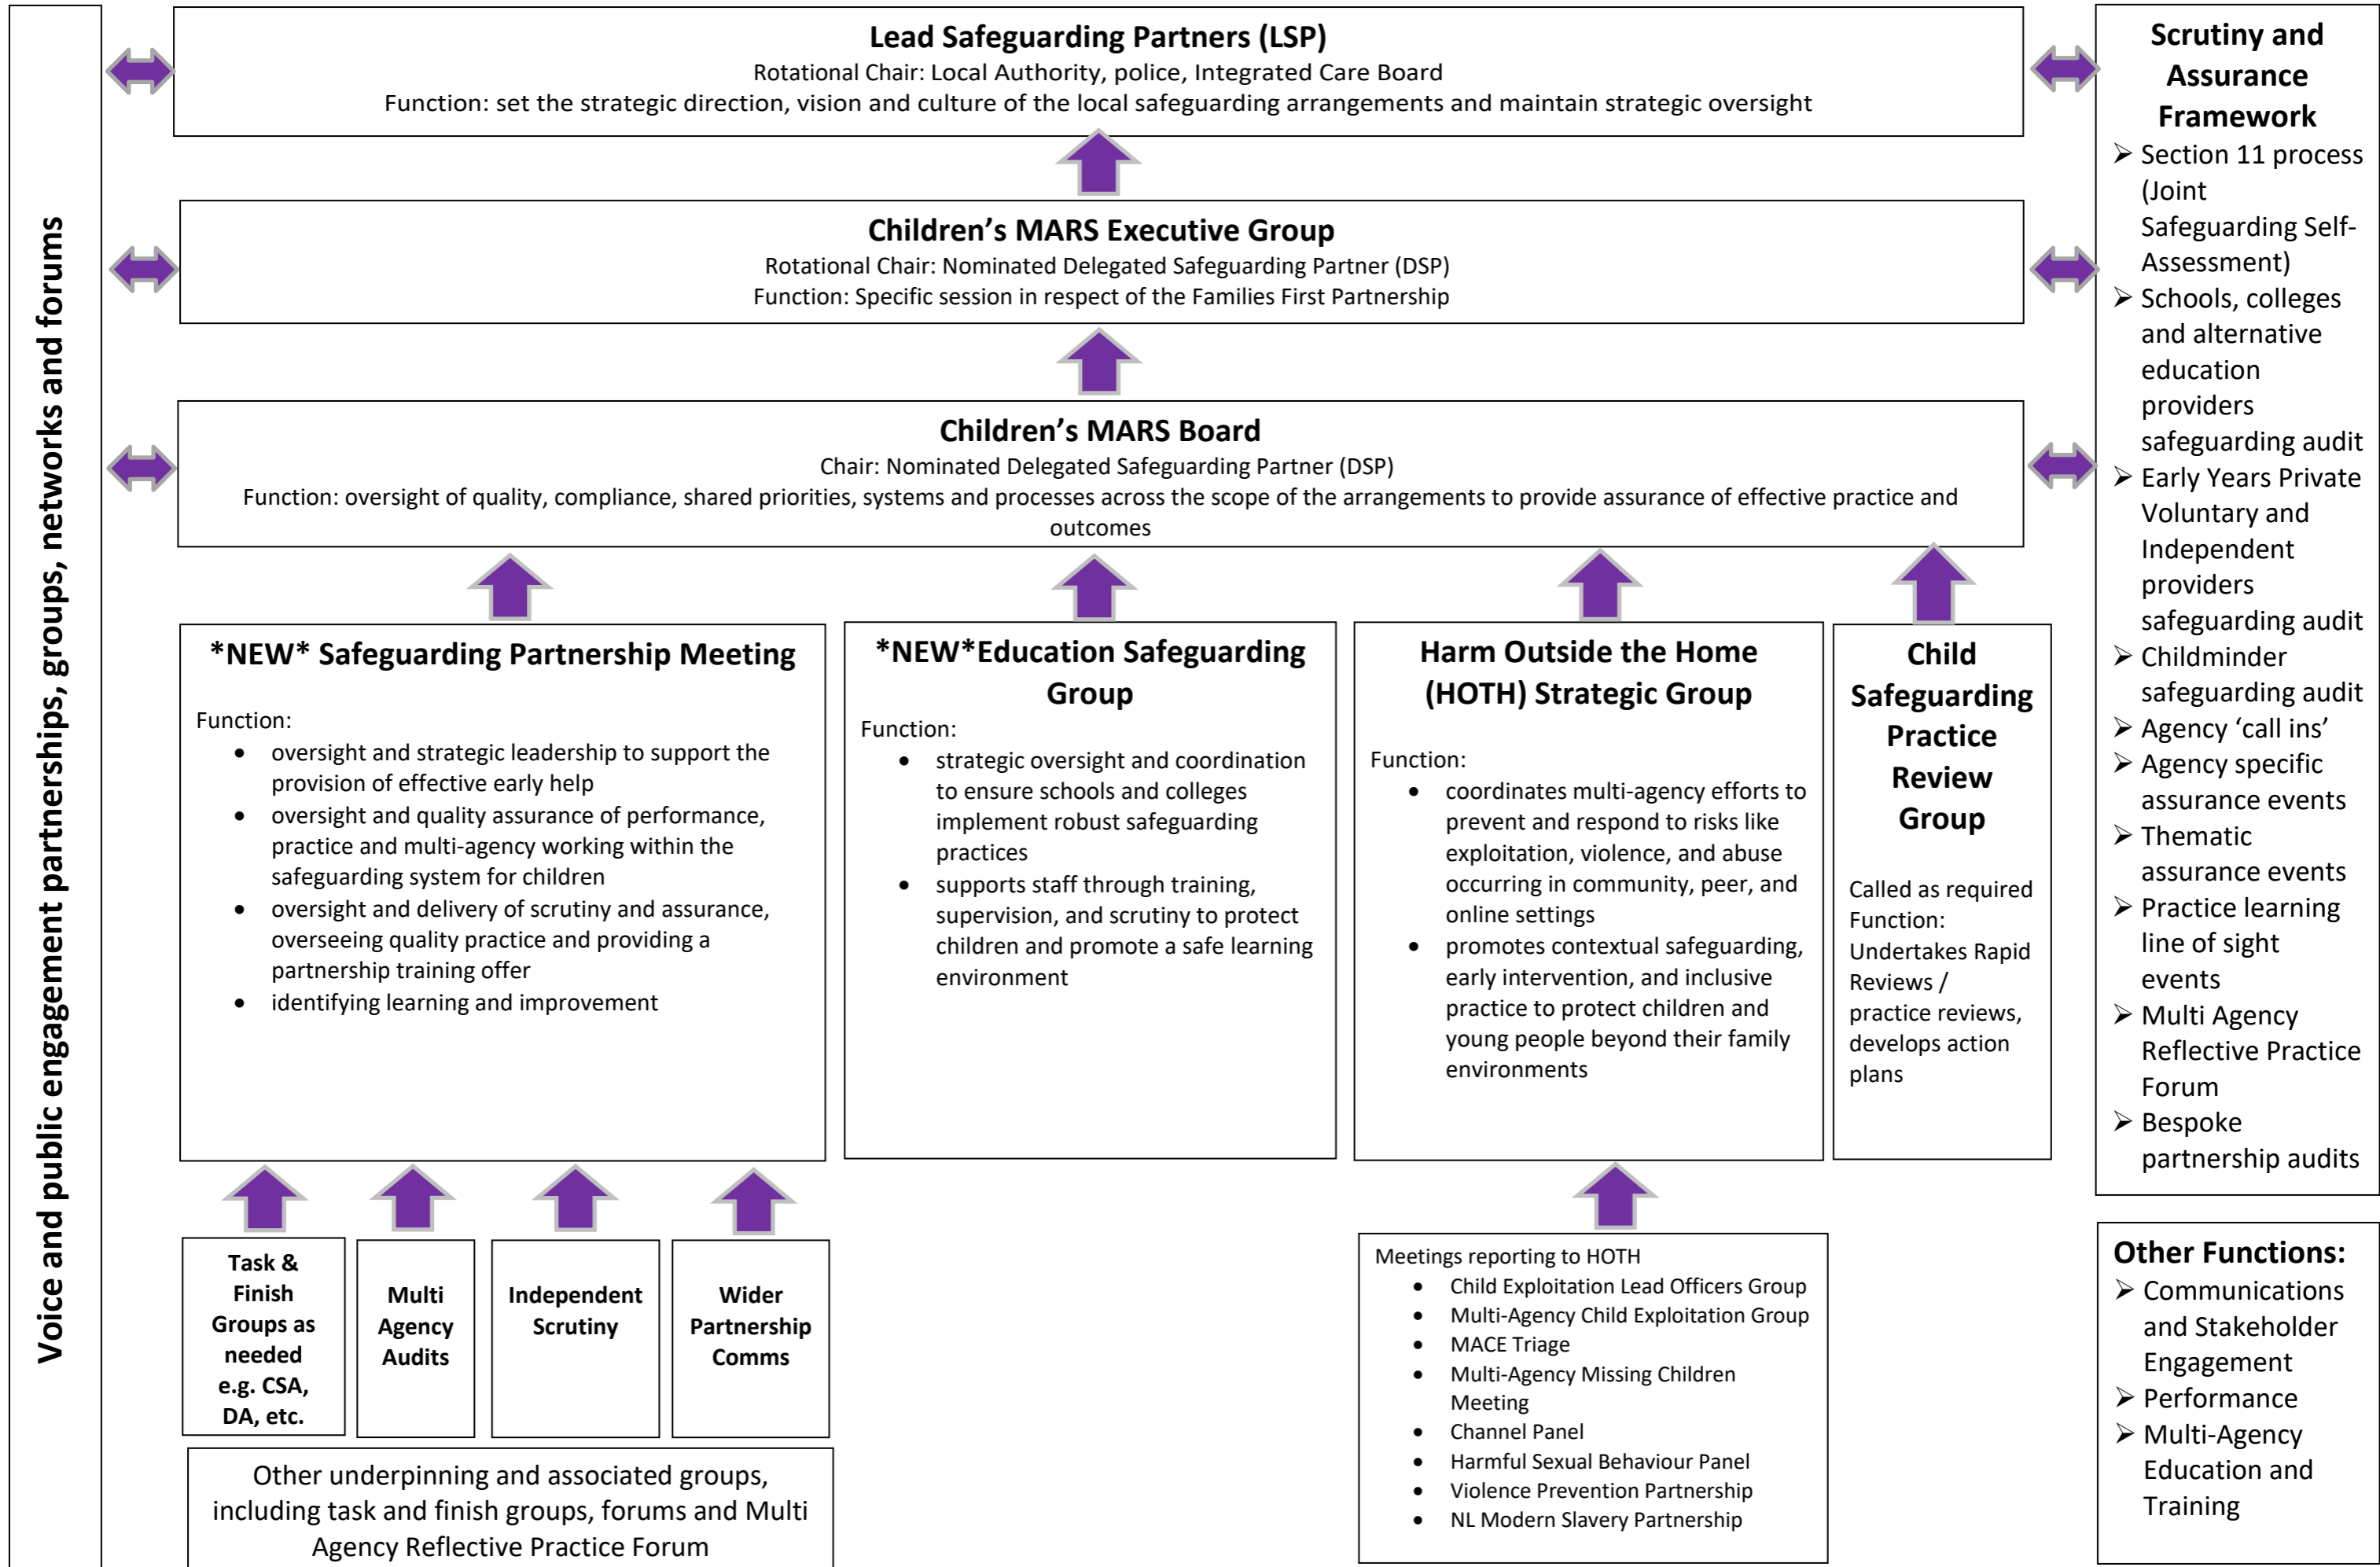 Voice and public engagement partnerships, groups, networks and forums
Lead Safeguarding Partners (LSP)
Rotational Chair: Local Authority, police, Integrated Care Board
Function: set the strategic direction, vision and culture of the local safeguarding arrangements and maintain strategic oversight
Children’s MARS Executive Group
Rotational Chair: Nominated Delegated Safeguarding Partner (DSP)
Function: Specific session in respect of the Families First Partnership
Children’s MARS Board
Chair: Nominated Delegated Safeguarding Partner (DSP)
Function: oversight of quality, compliance, shared priorities, systems and processes across the scope of the arrangements to provide assurance of effective practice and
outcomes
*NEW* Safeguarding Partnership Meeting
Function:
• oversight and strategic leadership to support the
provision of effective early help
• oversight and quality assurance of performance,
practice and multi-agency working within the
safeguarding system for children
• oversight and delivery of scrutiny and assurance,
overseeing quality practice and providing a
partnership training offer
• identifying learning and improvement
*NEW*Education Safeguarding
Group
Function:
• strategic oversight and coordination
to ensure schools and colleges
implement robust safeguarding
practices
• supports staff through training,
supervision, and scrutiny to protect
children and promote a safe learning
environment
Harm Outside the Home
(HOTH) Strategic Group
Function:
• coordinates multi-agency efforts to
prevent and respond to risks like
exploitation, violence, and abuse
occurring in community, peer, and
online settings
• promotes contextual safeguarding,
early intervention, and inclusive
practice to protect children and
young people beyond their family
environments
Child
Safeguarding
Practice
Review
Group
Called as required
Function:
Undertakes Rapid
Reviews /
practice reviews,
develops action
plans
Task &
Finish
Groups as
needed
e.g. CSA,
DA, etc.
Multi
Agency
Audits
Independent
Scrutiny
Wider
Partnership
Comms
Other underpinning and associated groups,
including task and finish groups, forums and Multi
Agency Reflective Practice Forum
Meetings reporting to HOTH
• Child Exploitation Lead Officers Group
• Multi-Agency Child Exploitation Group
• MACE Triage
• Multi-Agency Missing Children
Meeting
• Channel Panel
• Harmful Sexual Behaviour Panel
• Violence Prevention Partnership
• NL Modern Slavery Partnership
Scrutiny and
Assurance
Framework
➢ Section 11 process
(Joint
Safeguarding Self-
Assessment)
➢ Schools, colleges
and alternative
education
providers
safeguarding audit
➢ Early Years Private
Voluntary and
Independent
providers
safeguarding audit
➢ Childminder
safeguarding audit
➢ Agency ‘call ins’
➢ Agency specific
assurance events
➢ Thematic
assurance events
➢ Practice learning
line of sight
events
➢ Multi Agency
Reflective Practice
Forum
➢ Bespoke
partnership audits
Other Functions:
➢ Communications
and Stakeholder
Engagement
➢ Performance
➢ Multi-Agency
Education and
Training